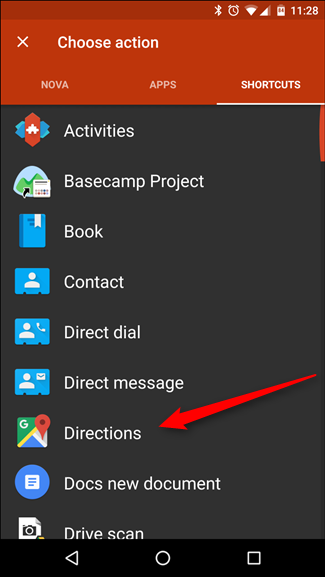 11:28
Choose action
NOVA APPS SHORTCUTS
Activities
Basecamp Project
Book
Contact
Direct dial
Direct message
G
Directions
Docs new document
Drive scan